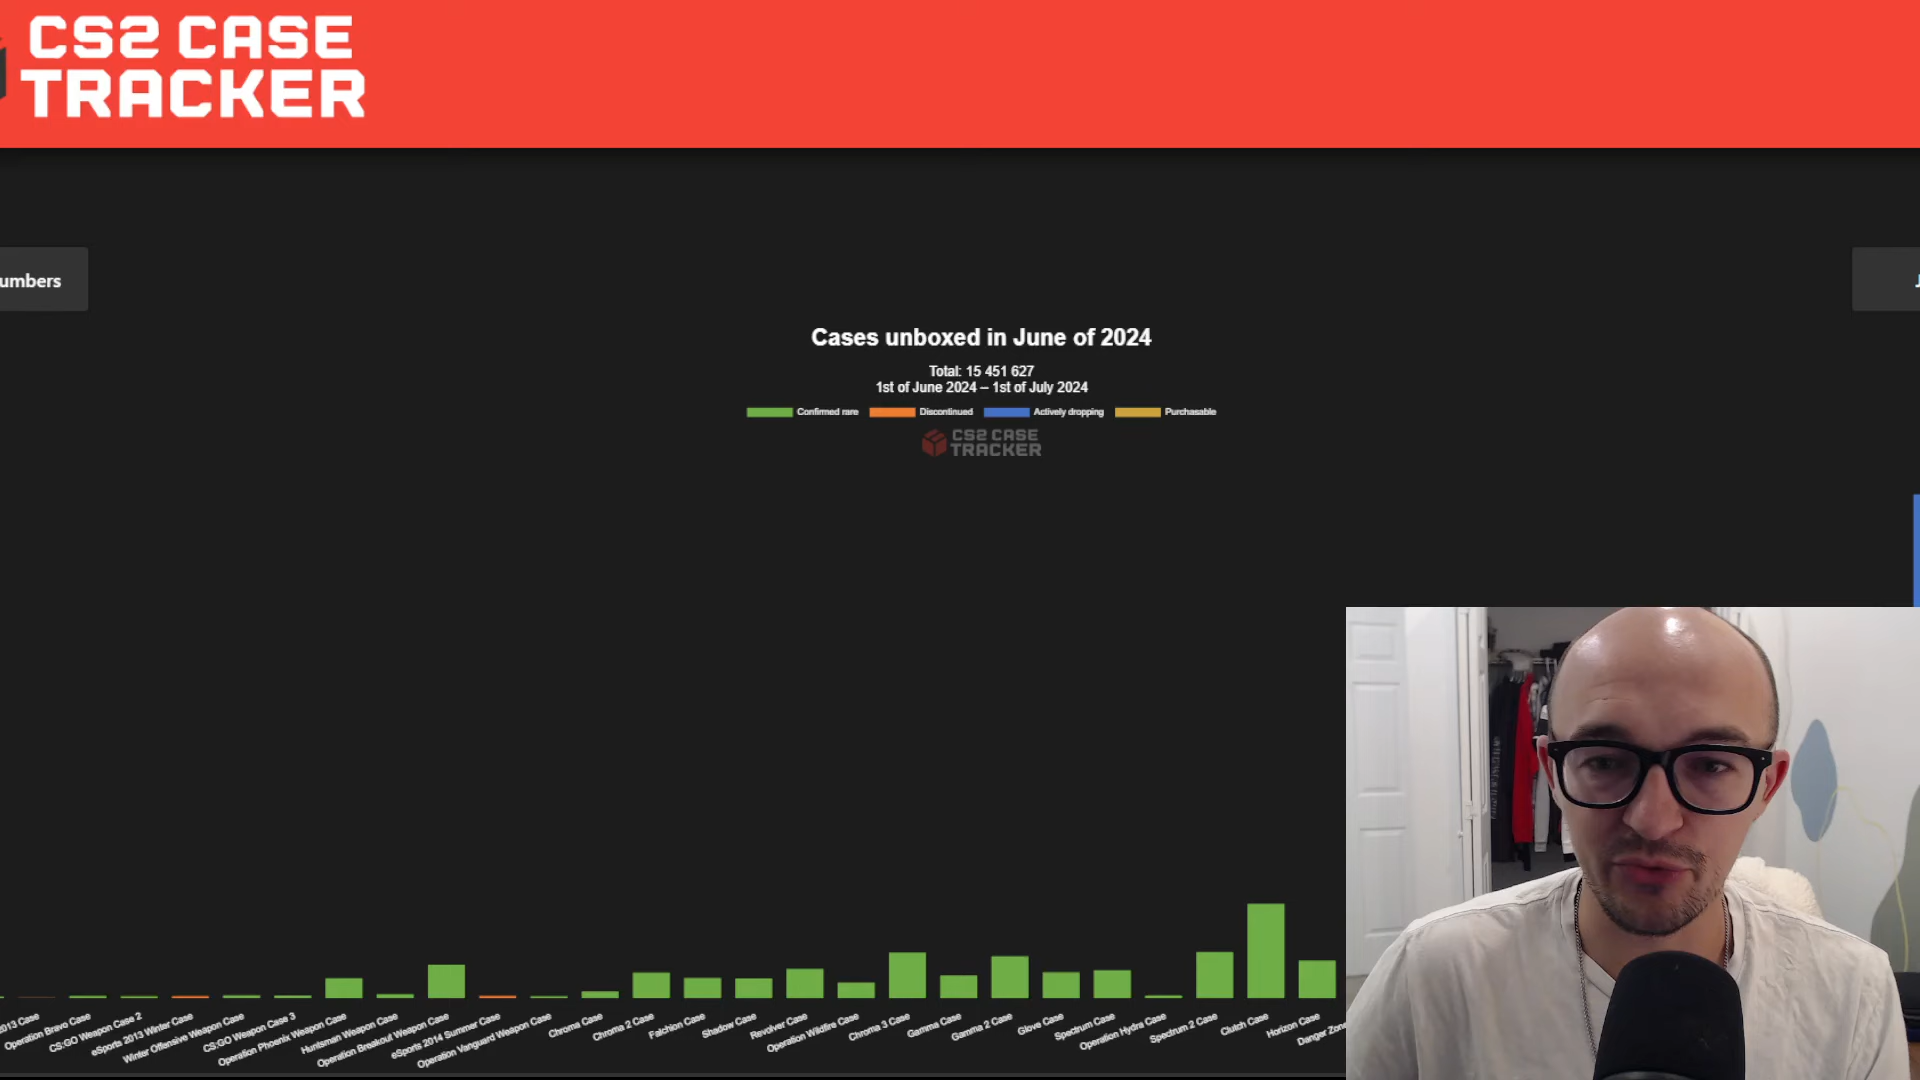 CS2 CASE
TRACKER
umbers
J
Cases unboxed in June of 2024
Total: 15 451 627
1st of June 2024 – 1st of July 2024
Confirmed rare
Discontinued
Actively dropping
Purchasable
CS2 CASE
TRACKER
2013 Case
Operation Bravo Case
CS:GO Weapon Case 2
eSports 2013 Winter Case
Winter Offensive Weapon Case
CS:GO Weapon Case 3
Operation Phoenix Weapon Case
Huntsman Weapon Case
Operation Breakout Weapon Case
eSports 2014 Summer Case
Operation Vanguard Weapon Case
Chroma Case
Chroma 2 Case
Falchion Case
Shadow Case
Revolver Case
Operation Wildfire Case
Chroma 3 Case
Gamma Case
Gamma 2 Case
Glove Case
Spectrum Case
Operation Hydra Case
Spectrum 2 Case
Clutch Case
Horizon Case
Danger Zone